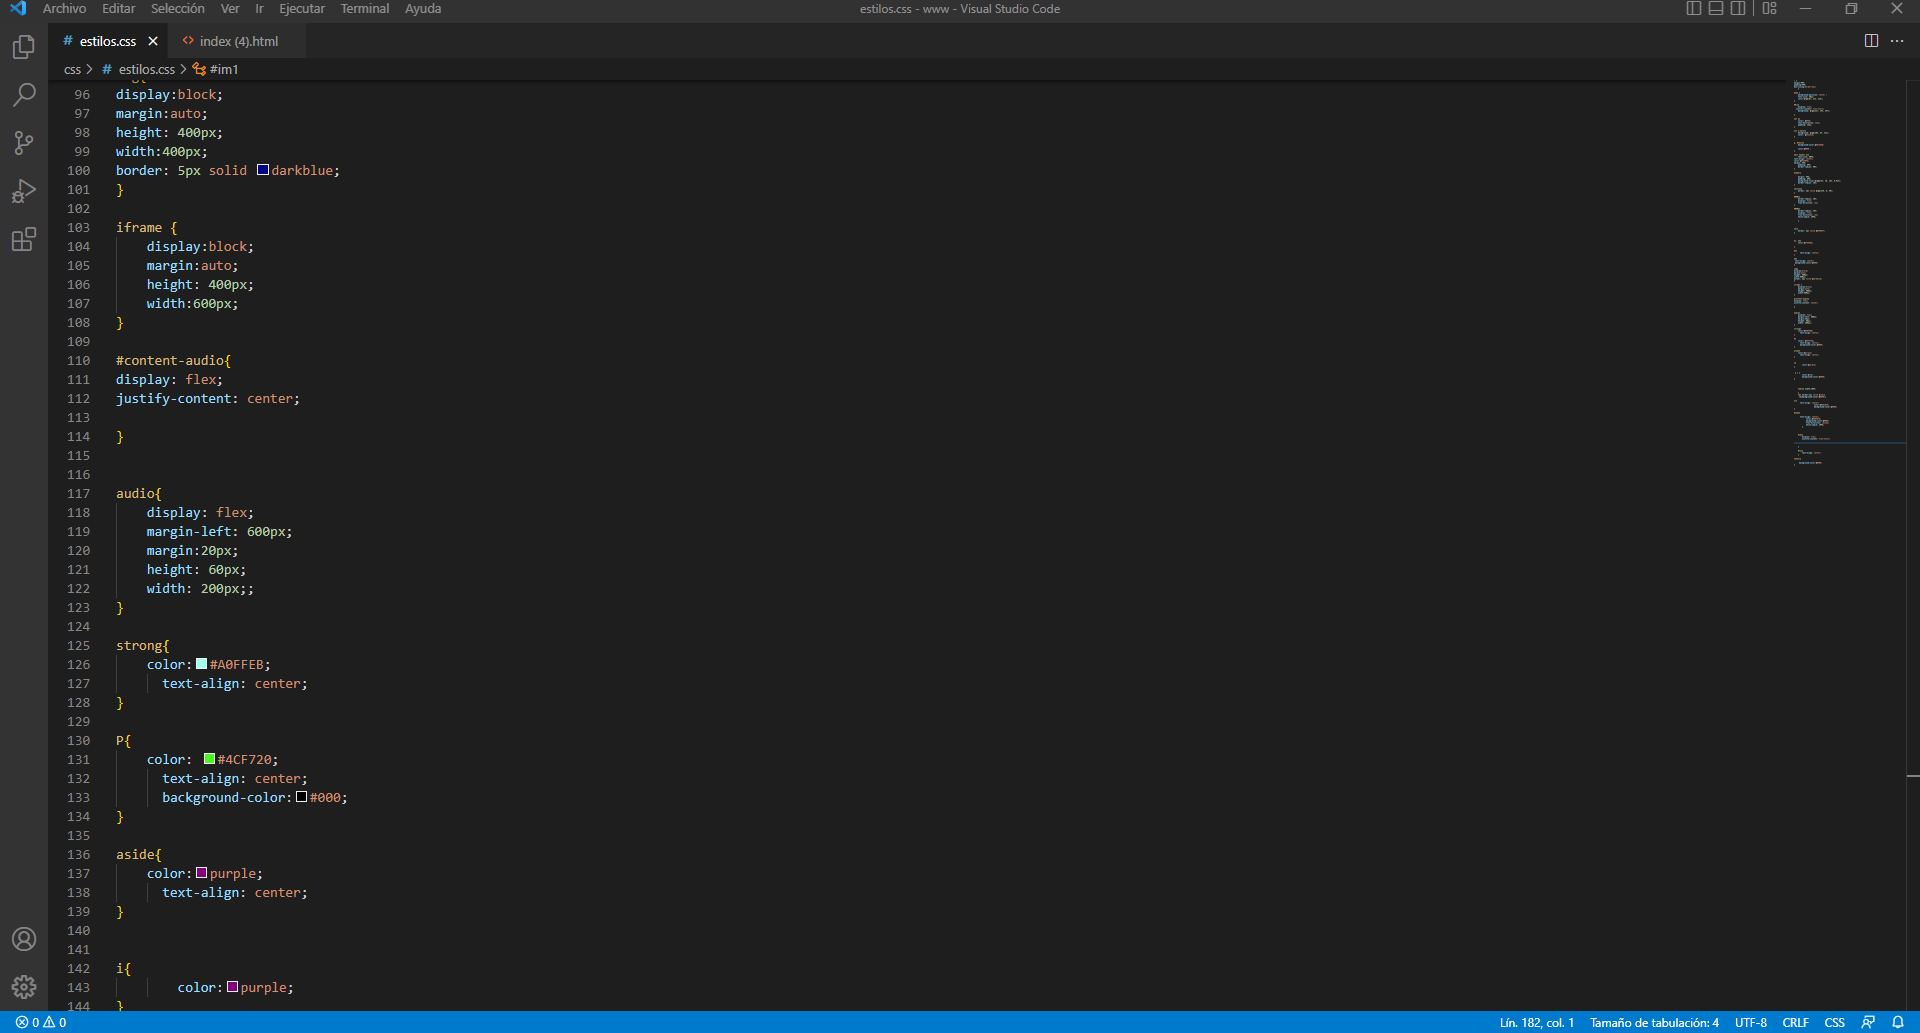 Archivo Editar Selección Ver Ir Ejecutar Terminal Ayuda
estilos.css - www - Visual Studio Code
# estilos.css index (4).html
css > # estilos.css > #im1
96 display:block;
97 margin:auto;
98 height: 400px;
99 width:400px;
100 border: 5px solid darkblue;
101 }
102
103 iframe {
104 display:block;
105 margin:auto;
106 height: 400px;
107 width:600px;
108 }
109
110 #content-audio{
111 display: flex;
112 justify-content: center;
113
114 }
115
116
117 audio{
118 display: flex;
119 margin-left: 600px;
120 margin:20px;
121 height: 60px;
122 width: 200px;;
123 }
124
125 strong{
126 color: #A0FFEB;
127 text-align: center;
128 }
129
130 P{
131 color: #4CF720;
132 text-align: center;
133 background-color: #000;
134 }
135
136 aside{
137 color: purple;
138 text-align: center;
139 }
140
141
142 i{
143 color: purple;
144 }
0 0 Lín. 182, col. 1 Tamaño de tabulación: 4 UTF-8 CRLF CSS